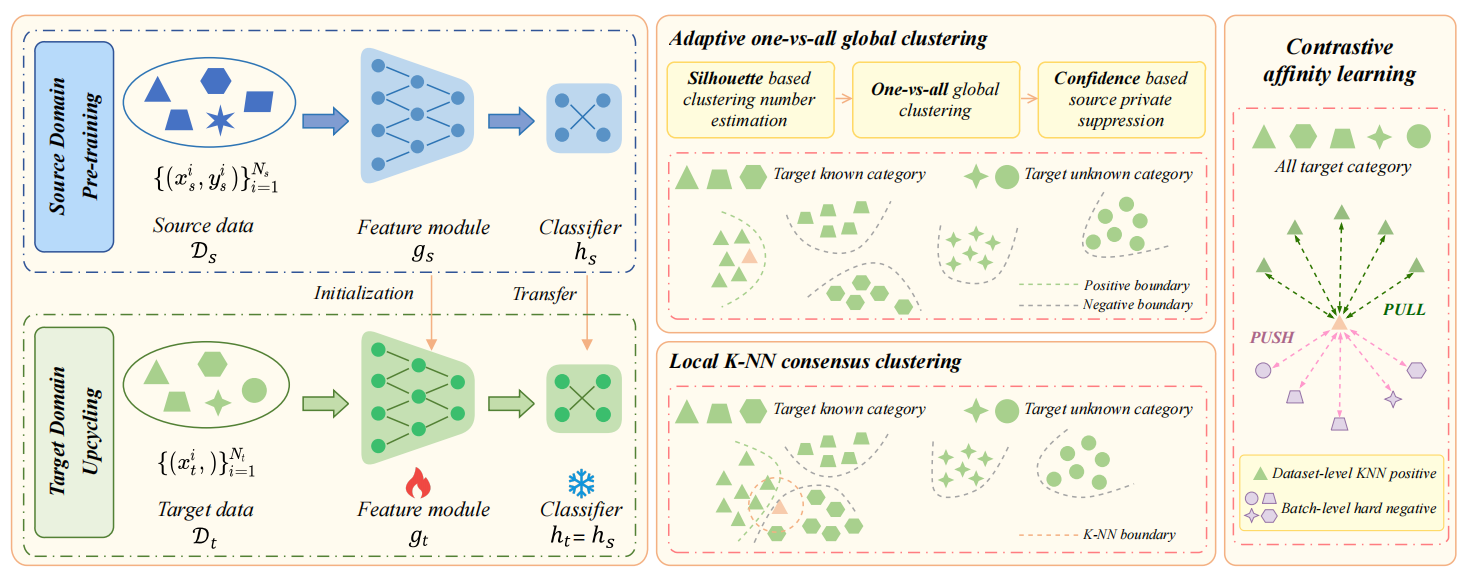 Source Domain
Pre-training
{(x_s^i, y_s^i)}_{i=1}^{N_s}
Source data
𝒟_s
Feature module
g_s
Classifier
h_s
Initialization
Transfer
Target Domain
Upcycling
{(x_t^i,)}_{i=1}^{N_t}
Target data
𝒟_t
Feature module
g_t
Classifier
h_t = h_s
Adaptive one-vs-all global clustering
Silhouette based
clustering number
estimation
One-vs-all global
clustering
Confidence based
source private
suppression
Target known category
Target unknown category
Positive boundary
Negative boundary
Local K-NN consensus clustering
Target known category
Target unknown category
K-NN boundary
Contrastive
affinity learning
All target category
PULL
PUSH
Dataset-level KNN positive
Batch-level hard negative